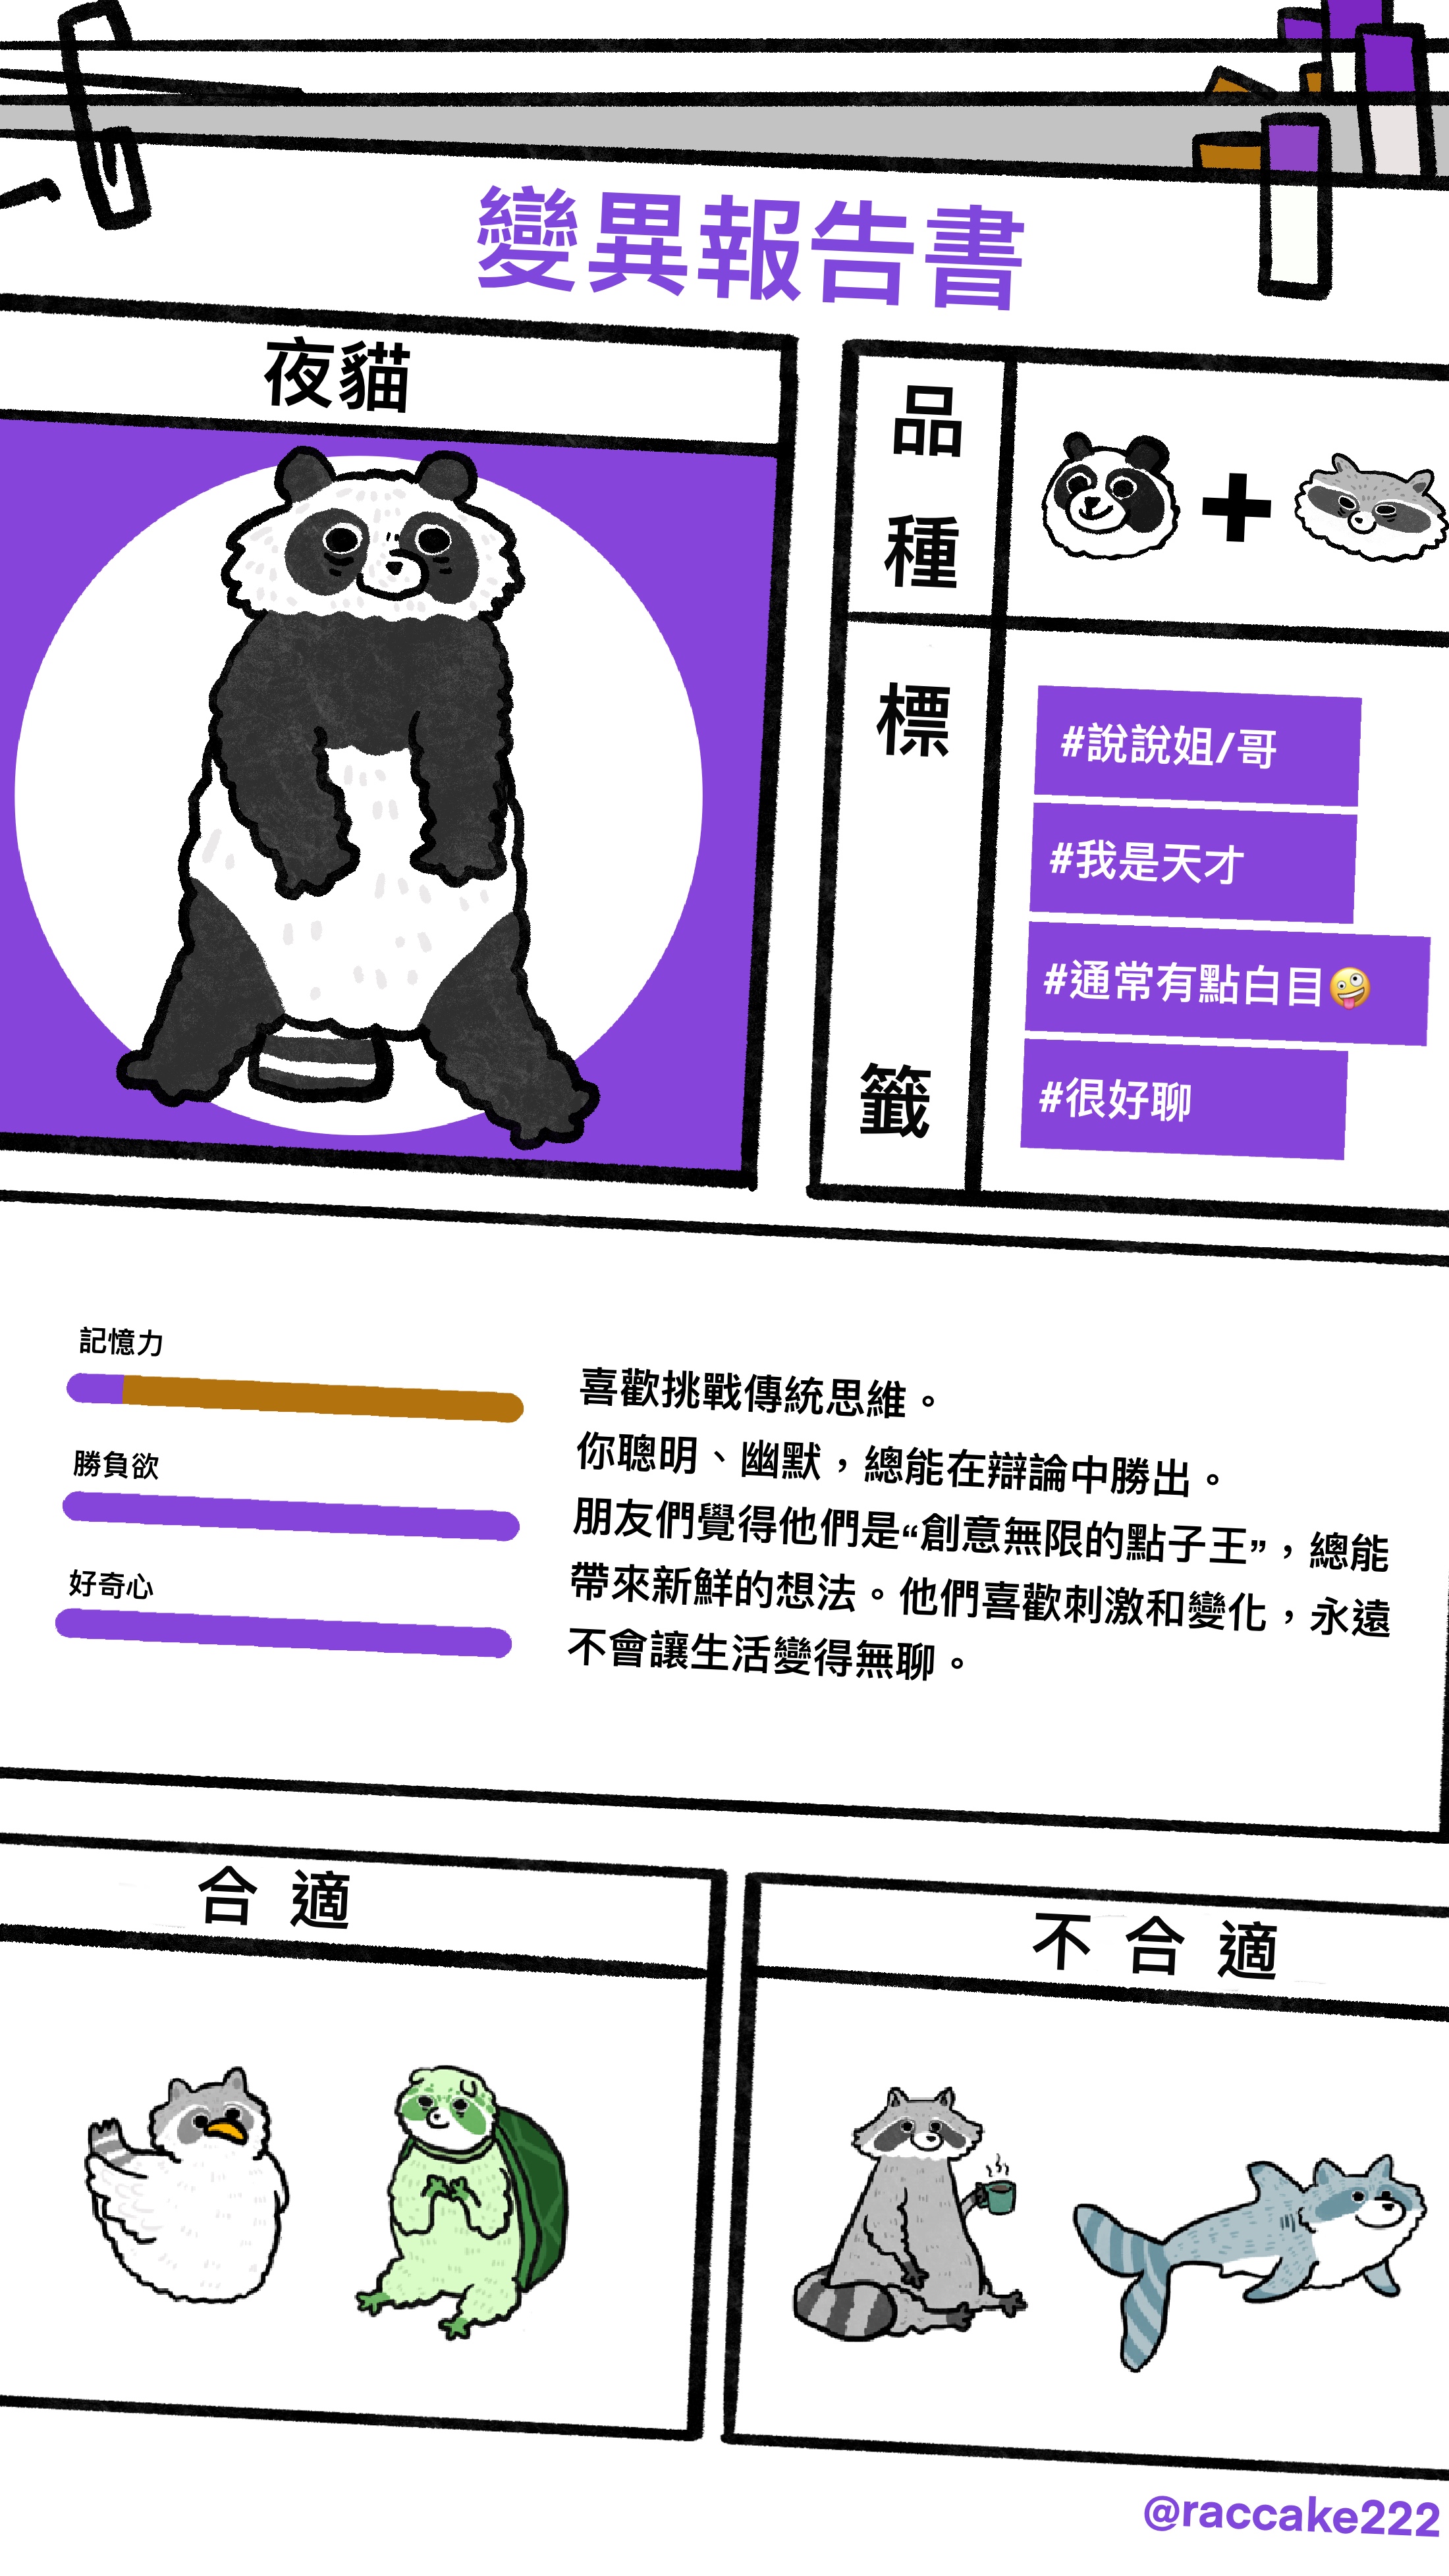 變異報告書
夜貓
品種
標籤
#說說姐/哥
#我是天才
#通常有點白目🤪
#很好聊
記憶力
勝負欲
好奇心
喜歡挑戰傳統思維。
你聰明、幽默，總能在辯論中勝出。
朋友們覺得他們是“創意無限的點子王”，總能
帶來新鮮的想法。他們喜歡刺激和變化，永遠
不會讓生活變得無聊。
合適
不合適
@raccake222